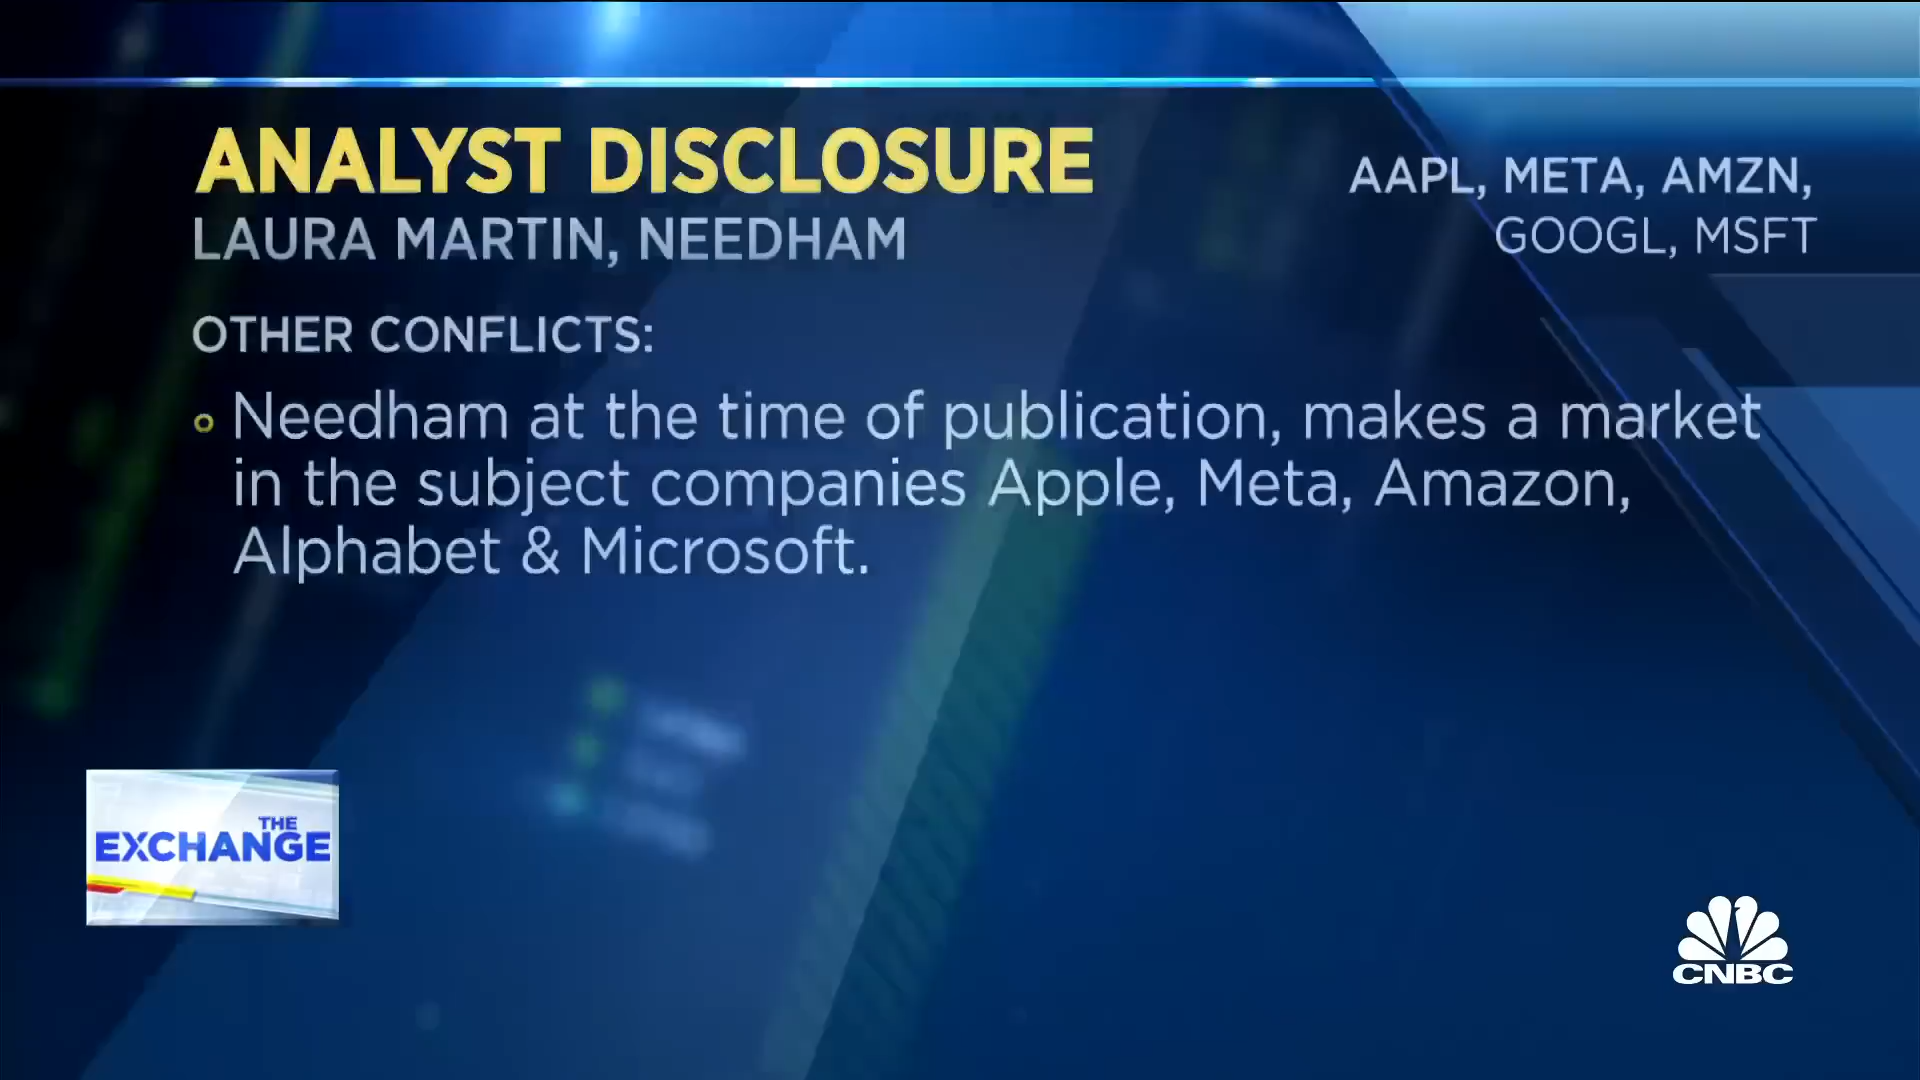 ANALYST DISCLOSURE
LAURA MARTIN, NEEDHAM
AAPL, META, AMZN,
GOOGL, MSFT
OTHER CONFLICTS:
Needham at the time of publication, makes a market
in the subject companies Apple, Meta, Amazon,
Alphabet & Microsoft.
THE
EXCHANGE
CNBC